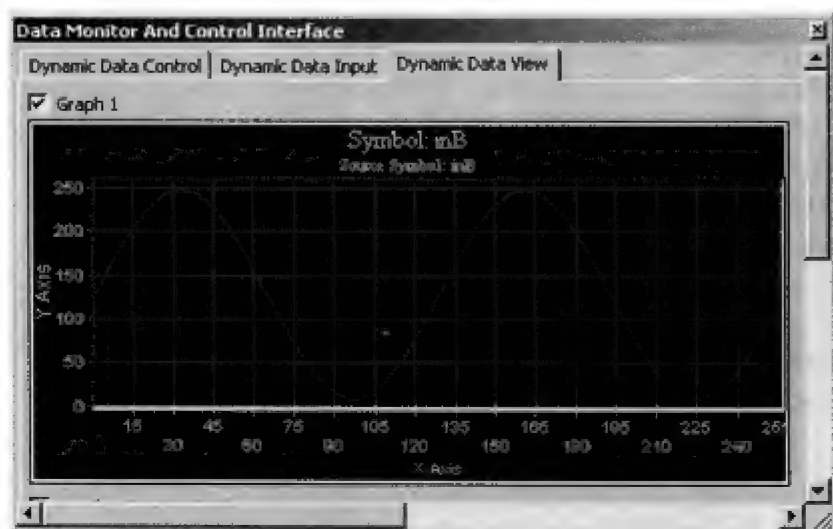 Data Monitor And Control Interface
Dynamic Data Control Dynamic Data Input Dynamic Data View
Graph 1
Symbol: mB
Source Symbol: mB
250
200
150
100
50
0
Y Axis
15 45 75 105 135 165 195 225 25
30 60 90 120 150 180 210 240
X Axis